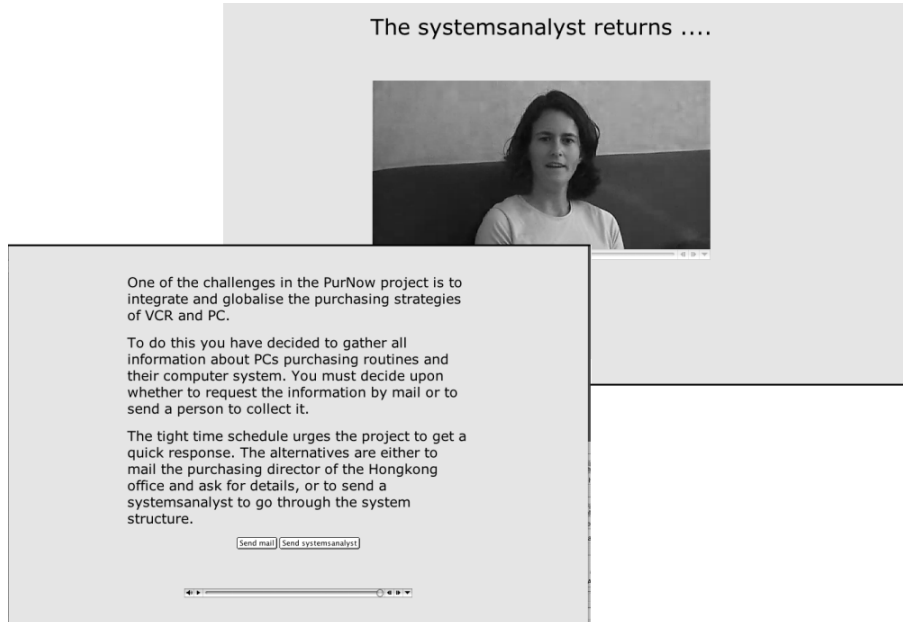 The systemsanalyst returns ....
One of the challenges in the PurNow project is to
integrate and globalise the purchasing strategies
of VCR and PC.
To do this you have decided to gather all
information about PCs purchasing routines and
their computer system. You must decide upon
whether to request the information by mail or to
send a person to collect it.
The tight time schedule urges the project to get a
quick response. The alternatives are either to
mail the purchasing director of the Hongkong
office and ask for details, or to send a
systemsanalyst to go through the system
structure.
Send mail Send systemsanalyst